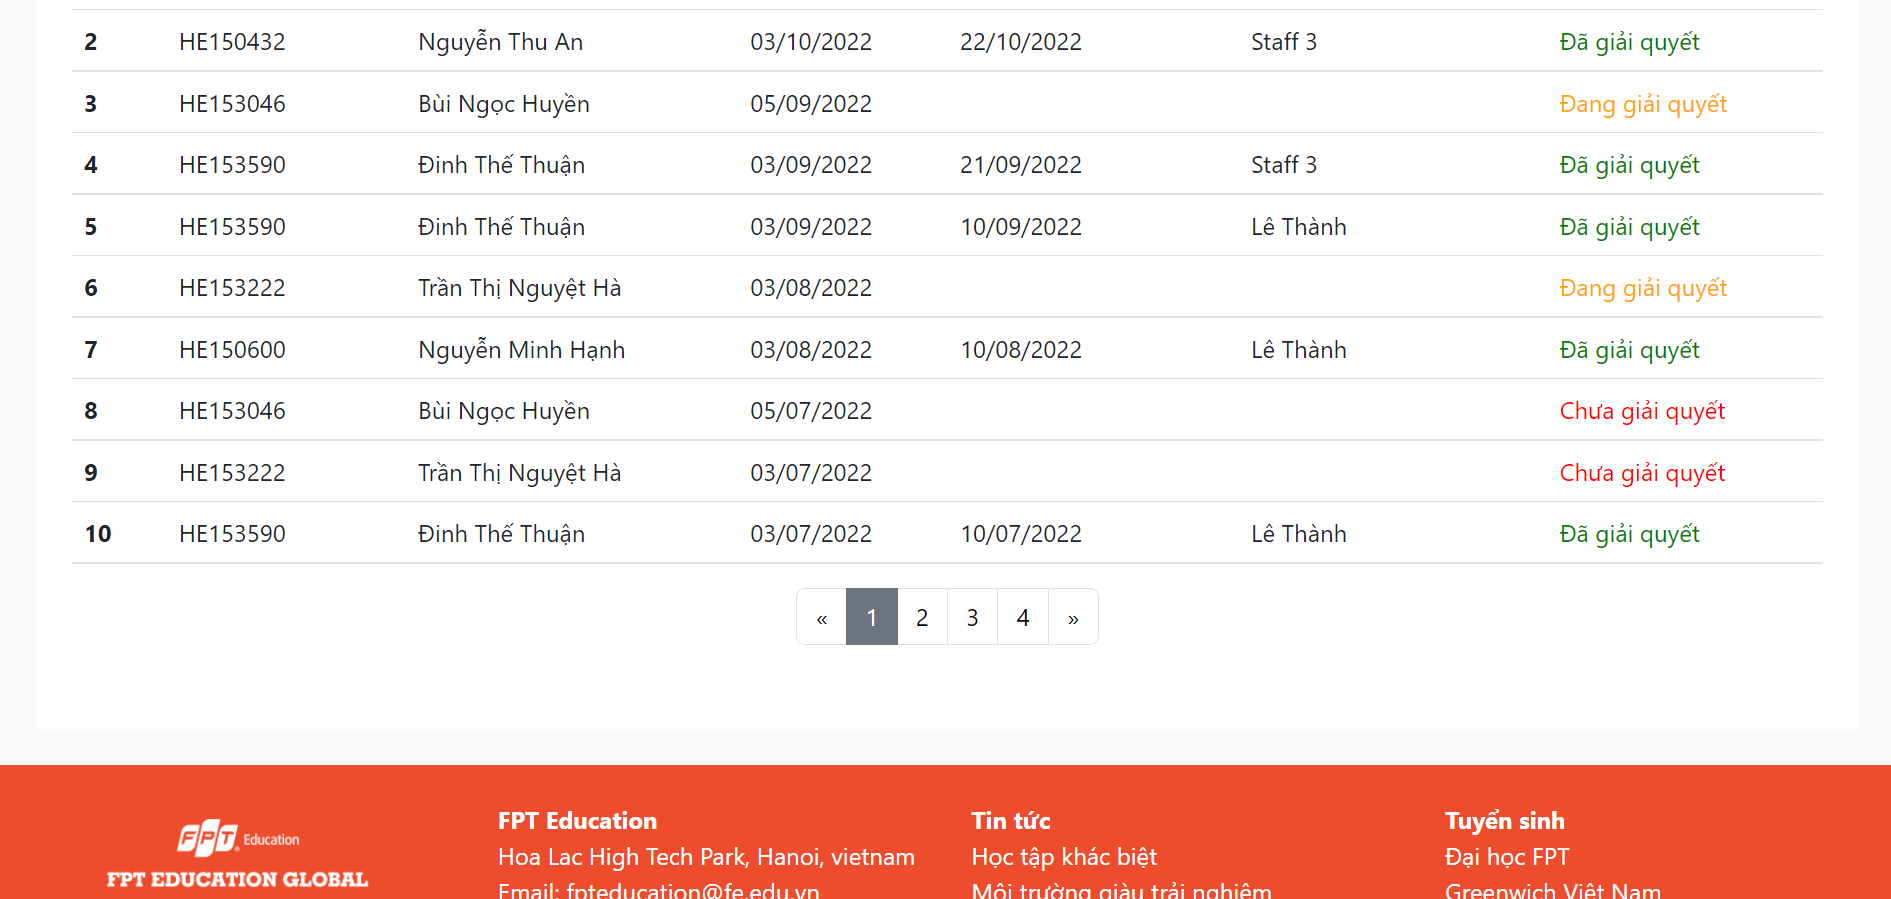 2 HE150432 Nguyễn Thu An 03/10/2022 22/10/2022 Staff 3 Đã giải quyết
3 HE153046 Bùi Ngọc Huyền 05/09/2022 Đang giải quyết
4 HE153590 Đinh Thế Thuận 03/09/2022 21/09/2022 Staff 3 Đã giải quyết
5 HE153590 Đinh Thế Thuận 03/09/2022 10/09/2022 Lê Thành Đã giải quyết
6 HE153222 Trần Thị Nguyệt Hà 03/08/2022 Đang giải quyết
7 HE150600 Nguyễn Minh Hạnh 03/08/2022 10/08/2022 Lê Thành Đã giải quyết
8 HE153046 Bùi Ngọc Huyền 05/07/2022 Chưa giải quyết
9 HE153222 Trần Thị Nguyệt Hà 03/07/2022 Chưa giải quyết
10 HE153590 Đinh Thế Thuận 03/07/2022 10/07/2022 Lê Thành Đã giải quyết
« 1 2 3 4 »
FPT Education
FPT EDUCATION GLOBAL
FPT Education
Hoa Lac High Tech Park, Hanoi, vietnam
Email: fpteducation@fe.edu.vn
Tin tức
Học tập khác biệt
Môi trường giàu trải nghiệm
Tuyển sinh
Đại học FPT
Greenwich Việt Nam